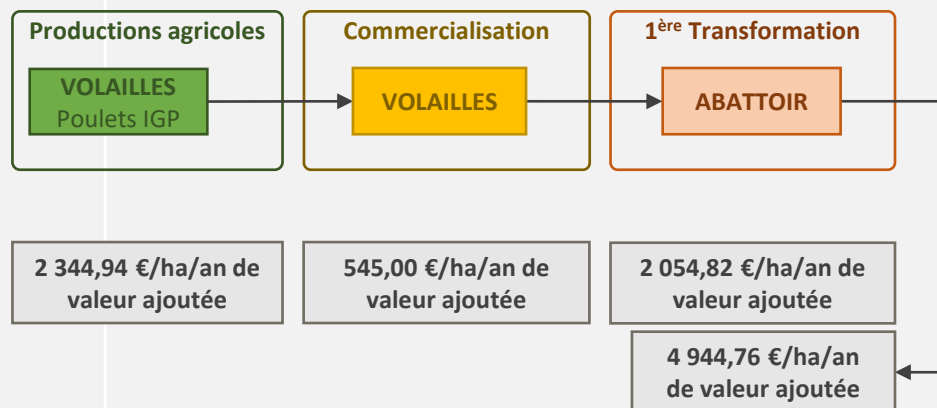 Productions agricoles
VOLAILLES
Poulets IGP
Commercialisation
VOLAILLES
1ère Transformation
ABATTOIR
2 344,94 €/ha/an de
valeur ajoutée
545,00 €/ha/an de
valeur ajoutée
2 054,82 €/ha/an de
valeur ajoutée
4 944,76 €/ha/an
de valeur ajoutée